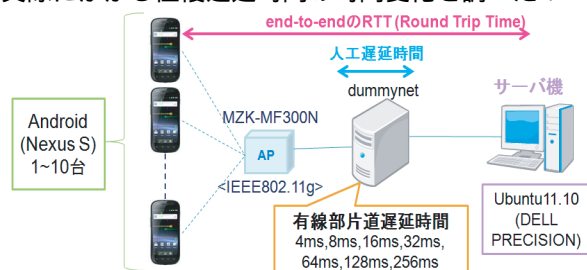 end-to-endのRTT(Round Trip Time)
人工遅延時間
dummynet
サーバ機
Android
(Nexus S)
1~10台
MZK-MF300N
AP
<IEEE802.11g>
有線部片道遅延時間
4ms,8ms,16ms,32ms,
64ms,128ms,256ms
Ubuntu11.10
(DELL
PRECISION)